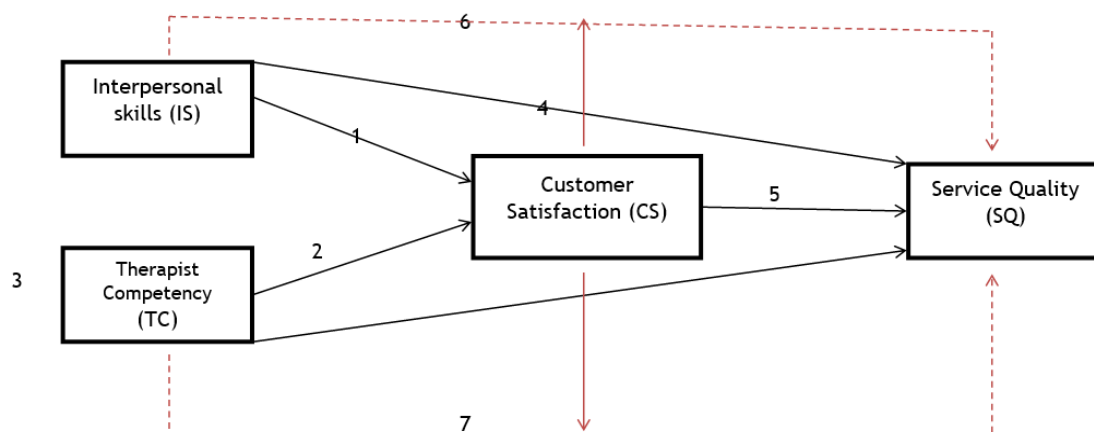 6
Interpersonal
skills (IS)
4
1
Customer
Satisfaction (CS)
5
Service Quality
(SQ)
2
3
Therapist
Competency
(TC)
7